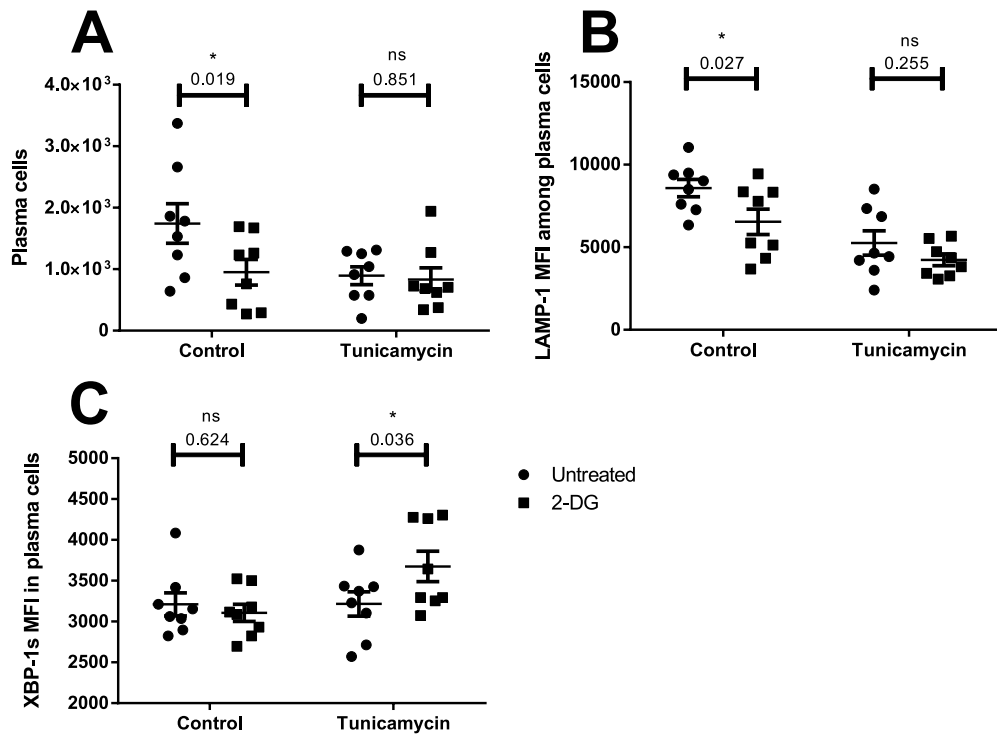 A
*
0.019
ns
0.851
Plasma cells
4.0×10³
3.0×10³
2.0×10³
1.0×10³
0
Control
Tunicamycin
B
*
0.027
ns
0.255
LAMP-1 MFI among plasma cells
15000
10000
5000
0
Control
Tunicamycin
C
ns
0.624
*
0.036
XBP-1s MFI in plasma cells
5000
4500
4000
3500
3000
2500
2000
Control
Tunicamycin
Untreated
2-DG